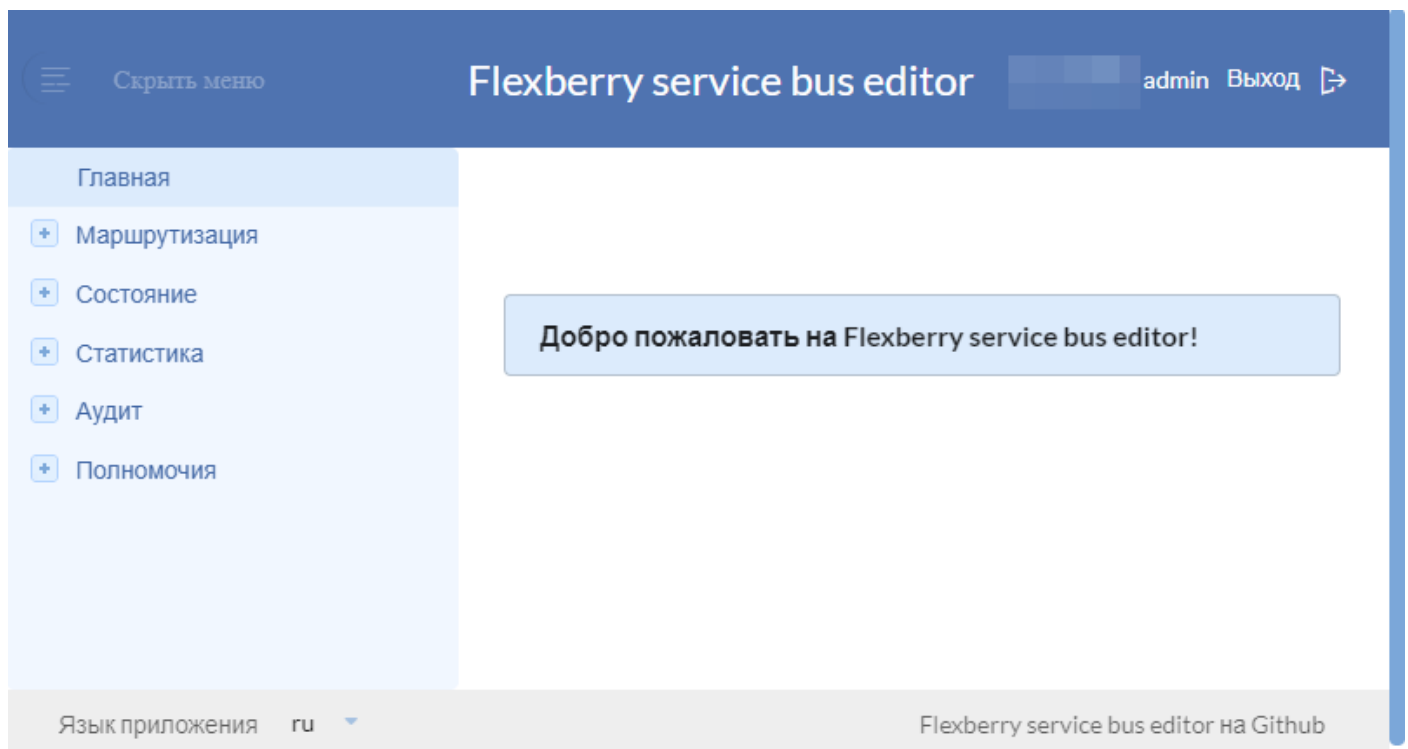 Скрыть меню Flexberry service bus editor admin Выход
Главная
Маршрутизация
Состояние
Статистика
Аудит
Полномочия
Добро пожаловать на Flexberry service bus editor!
Язык приложения ru Flexberry service bus editor на Github